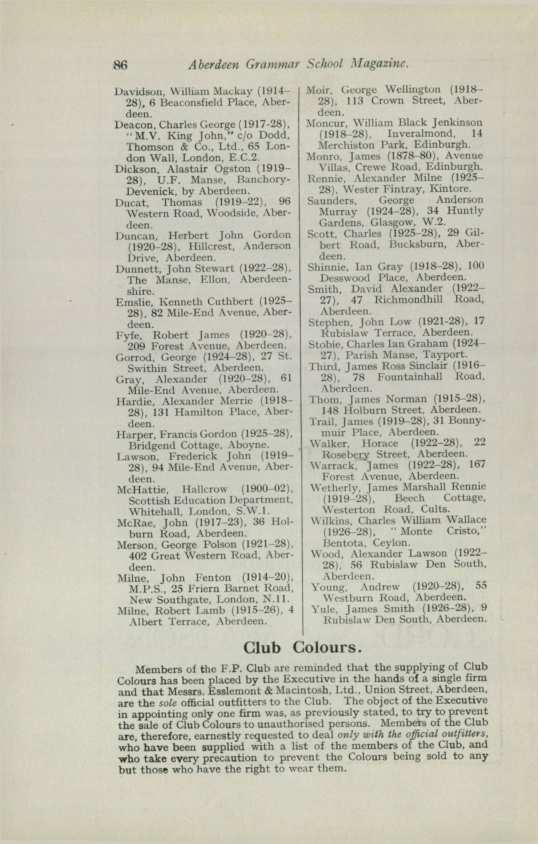 86 Aberdeen Grammar School Magazine.
Davidson, William Mackay (1914–
28), 6 Beaconsfield Place, Aber-
deen.
Deacon, Charles George (1917-28),
"M.V. King John," c/o Dodd,
Thomson & Co., Ltd., 65 Lon-
don Wall, London, E.C.2.
Dickson, Alastair Ogston (1919–
28), U.F. Manse, Banchory-
Devenick, by Aberdeen.
Ducat, Thomas (1919–22), 96
Western Road, Woodside, Aber-
deen.
Duncan, Herbert John Gordon
(1920–28), Hillcrest, Anderson
Drive, Aberdeen.
Dunnett, John Stewart (1922–28),
The Manse, Ellon, Aberdeen-
shire.
Emslie, Kenneth Cuthbert (1925–
28), 82 Mile-End Avenue, Aber-
deen.
Fyfe, Robert James (1920–28),
209 Forest Avenue, Aberdeen.
Gorrod, George (1924–28), 27 St.
Swithin Street, Aberdeen.
Gray, Alexander (1920–28), 61
Mile-End Avenue, Aberdeen.
Hardie, Alexander Merrie (1918–
28), 131 Hamilton Place, Aber-
deen.
Harper, Francis Gordon (1925–28),
Bridgend Cottage, Aboyne.
Lawson, Frederick John (1919–
28), 94 Mile-End Avenue, Aber-
deen.
McHattie, Hallcrow (1900–02),
Scottish Education Department,
Whitehall, London, S.W.1.
McRae, John (1917–23), 36 Hol-
burn Road, Aberdeen.
Merson, George Polson (1921–28),
402 Great Western Road, Aber-
deen.
Milne, John Fenton (1914–20),
M.P.S., 25 Friern Barnet Road,
New Southgate, London, N.11.
Milne, Robert Lamb (1915–26), 4
Albert Terrace, Aberdeen.
Moir, George Wellington (1918–
28), 113 Crown Street, Aber-
deen.
Moncur, William Black Jenkinson
(1918–28), Inveralmond, 14
Merchiston Park, Edinburgh.
Monro, James (1878–80), Avenue
Villas, Crewe Road, Edinburgh.
Rennie, Alexander Milne (1925–
28), Wester Fintray, Kintore.
Saunders, George Anderson
Murray (1924–28), 34 Huntly
Gardens, Glasgow, W.2.
Scott, Charles (1925–28), 29 Gil-
bert Road, Bucksburn, Aber-
deen.
Shinnie, Ian Gray (1918–28), 100
Desswood Place, Aberdeen.
Smith, David Alexander (1922–
27), 47 Richmondhill Road,
Aberdeen.
Stephen, John Low (1921-28), 17
Rubislaw Terrace, Aberdeen.
Stobie, Charles Ian Graham (1924–
27), Parish Manse, Tayport.
Third, James Ross Sinclair (1916–
28), 78 Fountainhall Road,
Aberdeen.
Thom, James Norman (1915–28),
148 Holburn Street, Aberdeen.
Trail, James (1919–28), 31 Bonny-
muir Place, Aberdeen.
Walker, Horace (1922–28), 22
Rosebery Street, Aberdeen.
Warrack, James (1922–28), 167
Forest Avenue, Aberdeen.
Wetherly, James Marshall Rennie
(1919–28), Beech Cottage,
Westerton Road, Cults.
Wilkins, Charles William Wallace
(1926–28), "Monte Cristo,"
Bentota, Ceylon.
Wood, Alexander Lawson (1922–
28), 56 Rubislaw Den South,
Aberdeen.
Young, Andrew (1920–28), 55
Westburn Road, Aberdeen.
Yule, James Smith (1926–28), 9
Rubislaw Den South, Aberdeen.
Club Colours.
Members of the F.P. Club are reminded that the supplying of Club
Colours has been placed by the Executive in the hands of a single firm
and that Messrs. Esslemont & Macintosh, Ltd., Union Street, Aberdeen,
are the sole official outfitters to the Club. The object of the Executive
in appointing only one firm was, as previously stated, to try to prevent
the sale of Club Colours to unauthorised persons. Members of the Club
are, therefore, earnestly requested to deal only with the official outfitters,
who have been supplied with a list of the members of the Club, and
who take every precaution to prevent the Colours being sold to any
but those who have the right to wear them.